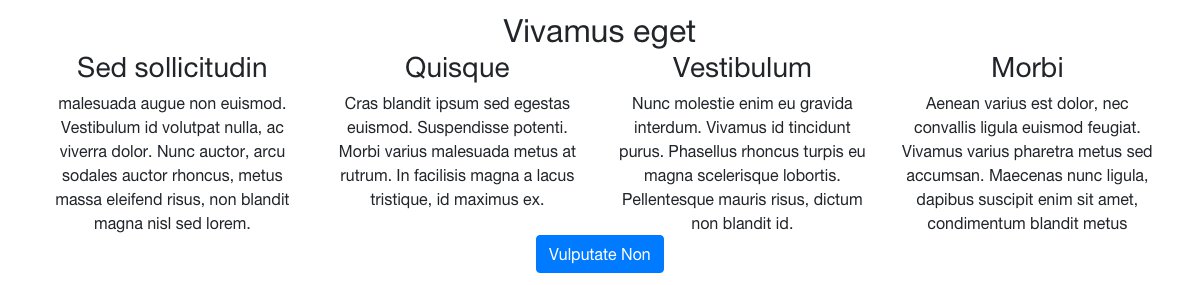 Vivamus eget
Sed sollicitudin
malesuada augue non euismod.
Vestibulum id volutpat nulla, ac
viverra dolor. Nunc auctor, arcu
sodales auctor rhoncus, metus
massa eleifend risus, non blandit
magna nisl sed lorem.
Quisque
Cras blandit ipsum sed egestas
euismod. Suspendisse potenti.
Morbi varius malesuada metus at
rutrum. In facilisis magna a lacus
tristique, id maximus ex.
Vestibulum
Nunc molestie enim eu gravida
interdum. Vivamus id tincidunt
purus. Phasellus rhoncus turpis eu
magna scelerisque lobortis.
Pellentesque mauris risus, dictum
non blandit id.
Morbi
Aenean varius est dolor, nec
convallis ligula euismod feugiat.
Vivamus varius pharetra metus sed
accumsan. Maecenas nunc ligula,
dapibus suscipit enim sit amet,
condimentum blandit metus
Vulputate Non